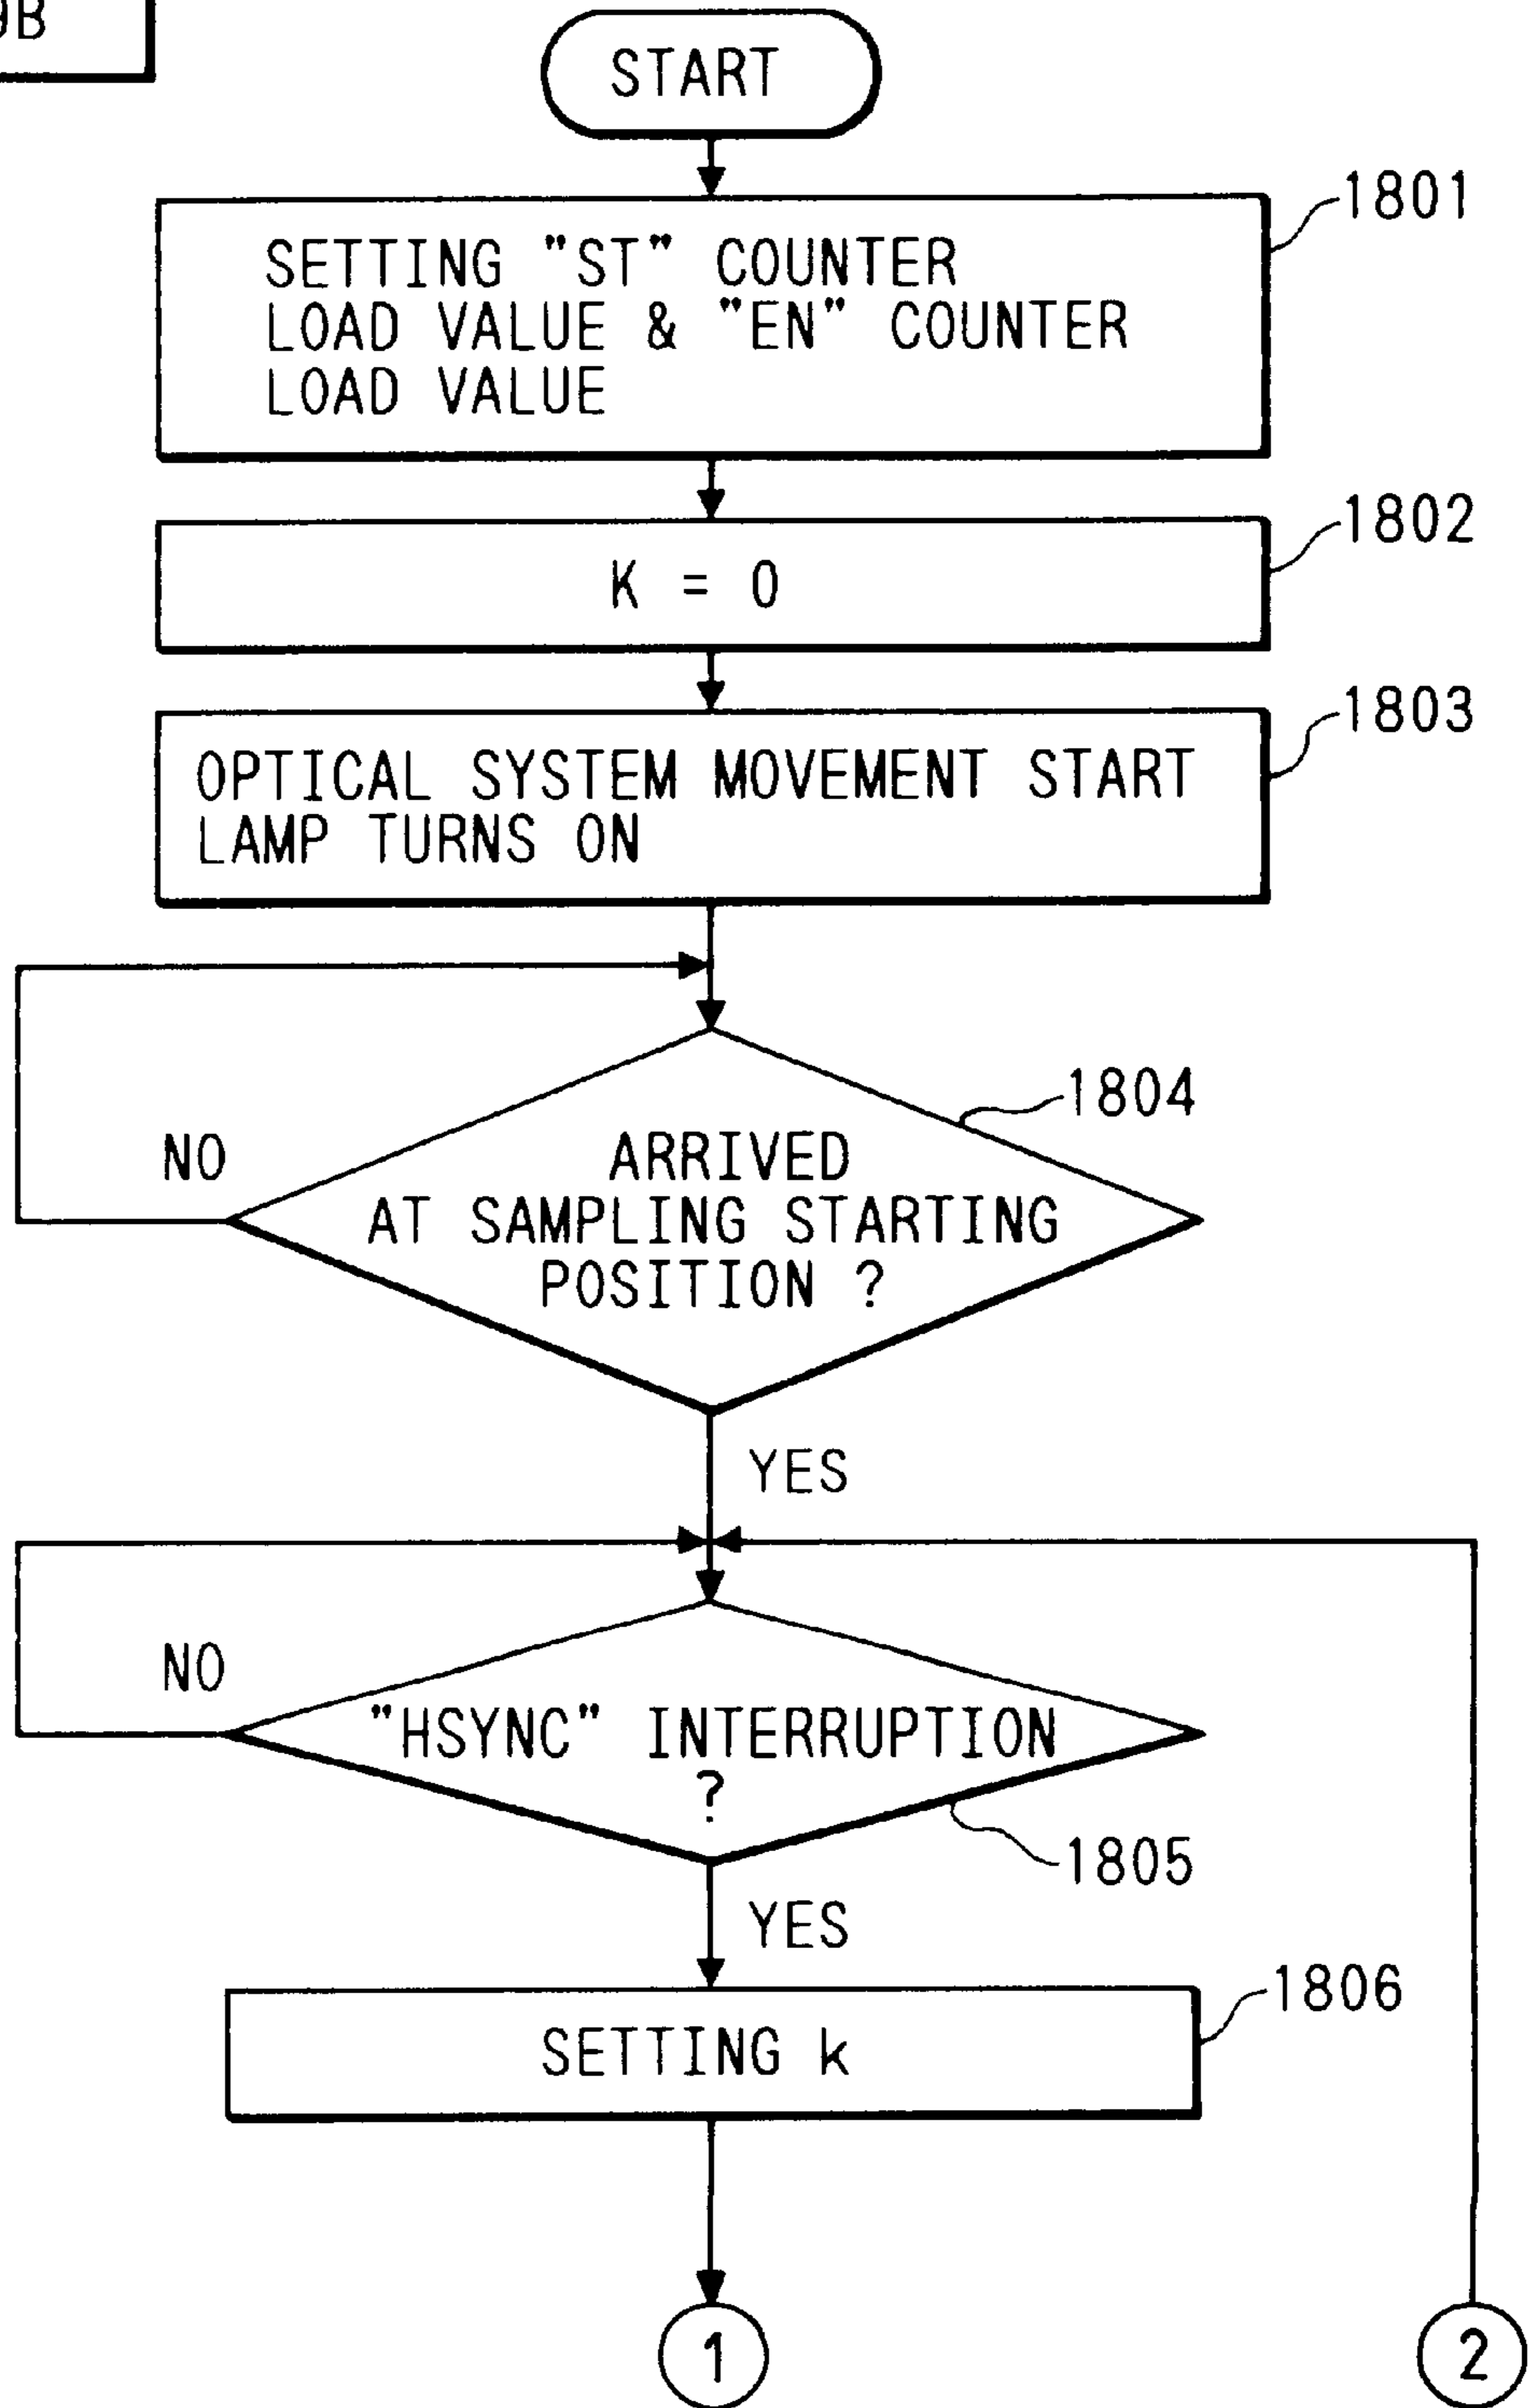 START
1801
SETTING "ST" COUNTER
LOAD VALUE & "EN" COUNTER
LOAD VALUE
1802
K = 0
1803
OPTICAL SYSTEM MOVEMENT START
LAMP TURNS ON
1804
NO
ARRIVED
AT SAMPLING STARTING
POSITION ?
YES
NO
"HSYNC" INTERRUPTION
?
1805
YES
1806
SETTING k
1
2